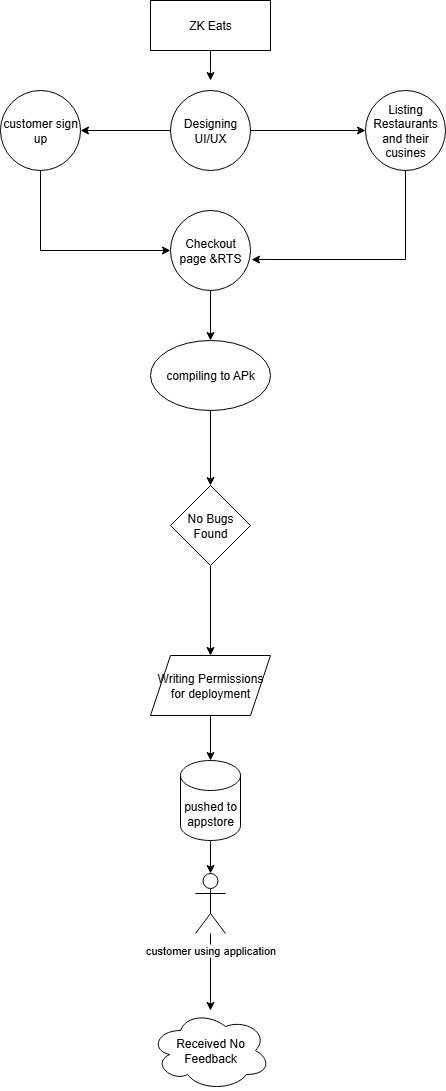 ZK Eats
customer sign
up
Designing
UI/UX
Listing
Restaurants
and their
cusines
Checkout
page &RTS
compiling to APk
No Bugs
Found
Writing Permissions
for deployment
pushed to
appstore
customer using application
Received No
Feedback